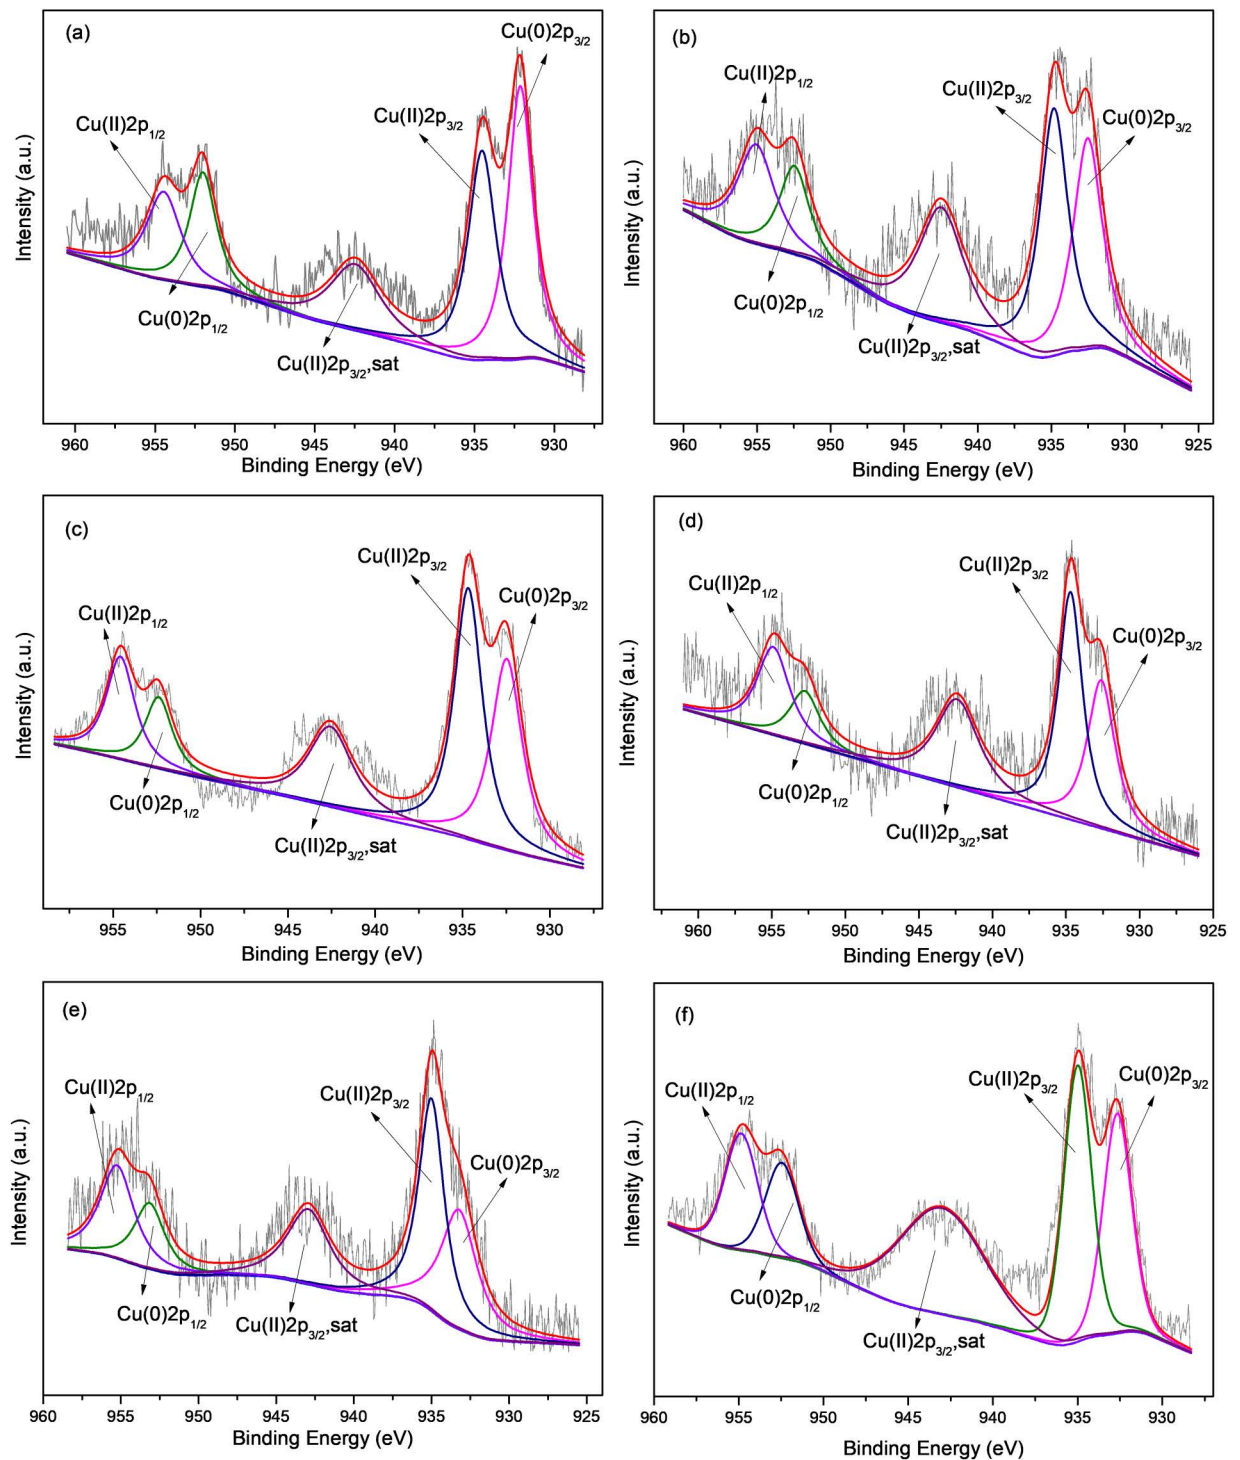 (a)
Cu(0)2p3/2
Cu(II)2p3/2
Cu(II)2p1/2
Cu(0)2p1/2
Cu(II)2p3/2,sat
Intensity (a.u.)
960 955 950 945 940 935 930
Binding Energy (eV)
(b)
Cu(II)2p1/2
Cu(II)2p3/2
Cu(0)2p3/2
Cu(0)2p1/2
Cu(II)2p3/2,sat
Intensity (a.u.)
960 955 950 945 940 935 930 925
Binding Energy (eV)
(c)
Cu(II)2p3/2
Cu(0)2p3/2
Cu(II)2p1/2
Cu(0)2p1/2
Cu(II)2p3/2,sat
Intensity (a.u.)
955 950 945 940 935 930
Binding Energy (eV)
(d)
Cu(II)2p3/2
Cu(II)2p1/2
Cu(0)2p3/2
Cu(0)2p1/2
Cu(II)2p3/2,sat
Intensity (a.u.)
960 955 950 945 940 935 930 925
Binding Energy (eV)
(e)
Cu(II)2p1/2
Cu(II)2p3/2
Cu(0)2p3/2
Cu(0)2p1/2
Cu(II)2p3/2,sat
Intensity (a.u.)
960 955 950 945 940 935 930 925
Binding Energy (eV)
(f)
Cu(II)2p3/2
Cu(0)2p3/2
Cu(II)2p1/2
Cu(0)2p1/2
Cu(II)2p3/2,sat
Intensity (a.u.)
960 955 950 945 940 935 930
Binding Energy (eV)